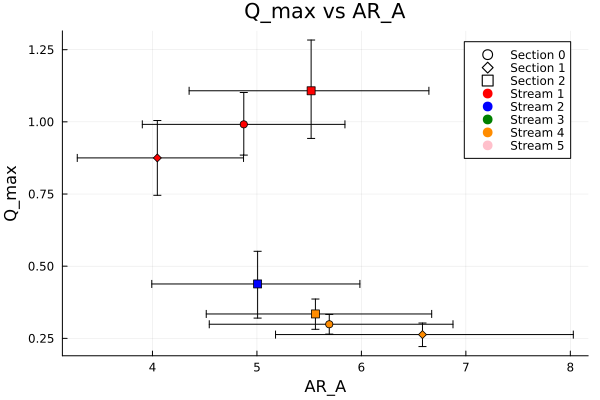 Q_max vs AR_A
Section 0
Section 1
Section 2
Stream 1
Stream 2
Stream 3
Stream 4
Stream 5
1.25
1.00
0.75
0.50
0.25
Q_max
4 5 6 7 8
AR_A